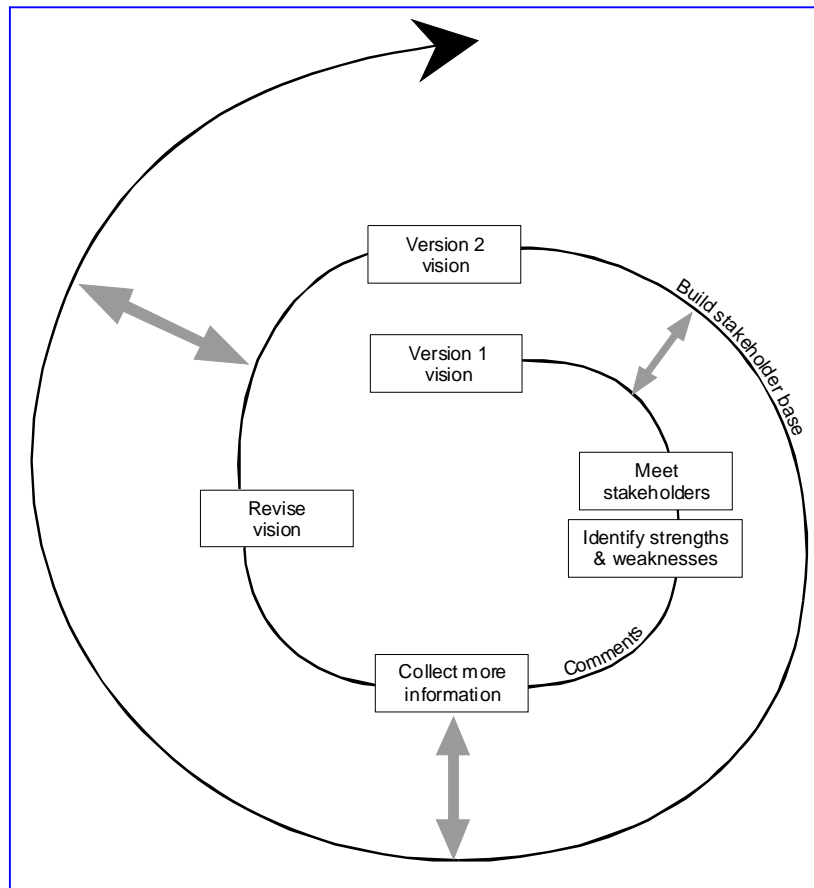 Version 2
vision
Build stakeholder base
Version 1
vision
Meet
stakeholders
Revise
vision
Identify strengths
& weaknesses
Comments
Collect more
information